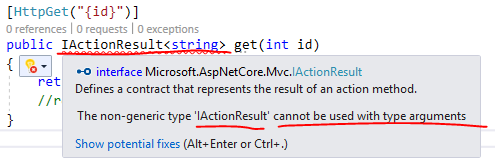 [HttpGet("{id}")]
0 references | 0 requests | 0 exceptions
public IActionResult<string> get(int id)
{
interface Microsoft.AspNetCore.Mvc.IActionResult
Defines a contract that represents the result of an action method.
The non-generic type 'IActionResult' cannot be used with type arguments
Show potential fixes (Alt+Enter or Ctrl+.)
ret
//r
}